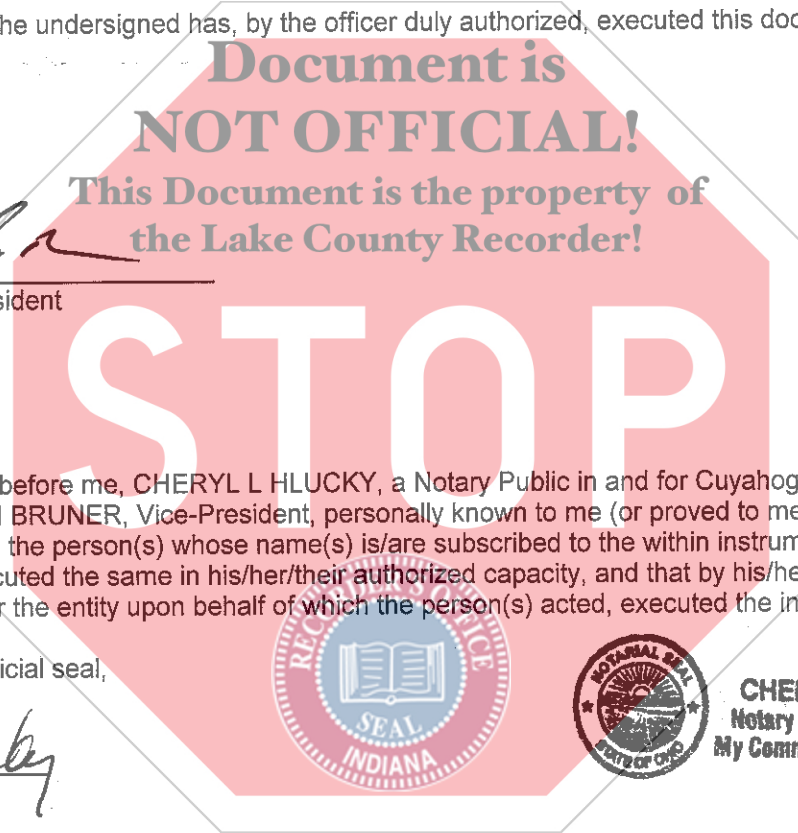 he undersigned has, by the officer duly authorized, executed this doc
Document is
NOT OFFICIAL!
This Document is the property of
the Lake County Recorder!
sident
STOP
before me, CHERYL L HLUCKY, a Notary Public in and for Cuyahog
BRUNER, Vice-President, personally known to me (or proved to me
the person(s) whose name(s) is/are subscribed to the within instrum
cuted the same in his/her/their authorized capacity, and that by his/he
r the entity upon behalf of which the person(s) acted, executed the in
RECORDER'S OFFICE
SEAL
INDIANA
icial seal,
NOTARIAL SEAL
STATE OF OHIO
CHE
Notary
My Comm